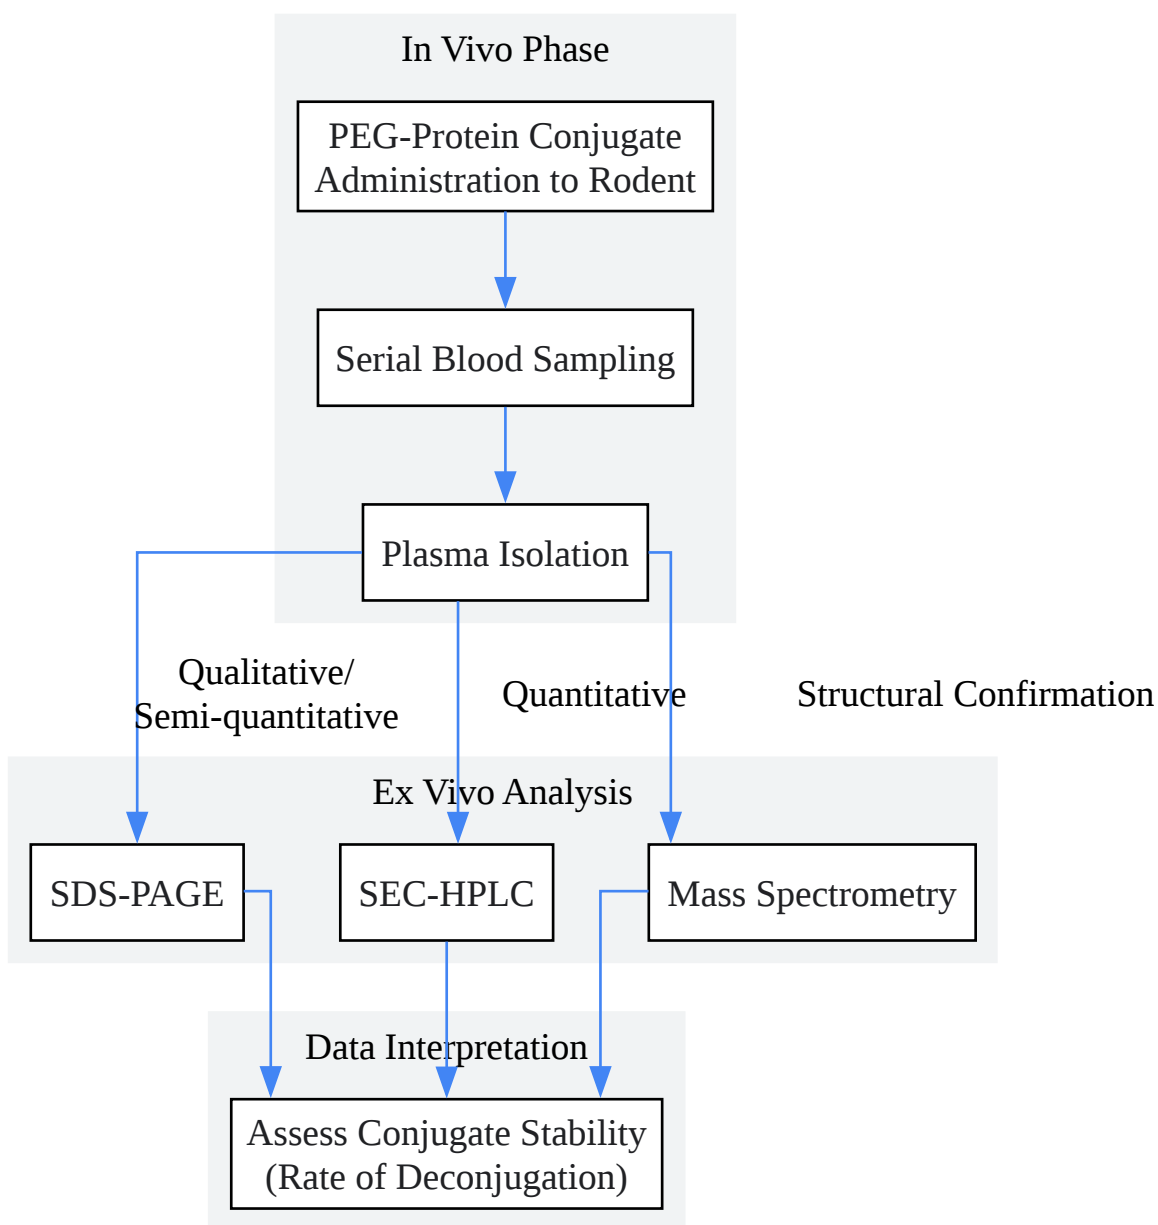 In Vivo Phase
PEG-Protein Conjugate
Administration to Rodent
Serial Blood Sampling
Plasma Isolation
Qualitative/
Semi-quantitative
Quantitative
Structural Confirmation
Ex Vivo Analysis
SDS-PAGE
SEC-HPLC
Mass Spectrometry
Data Interpretation
Assess Conjugate Stability
(Rate of Deconjugation)